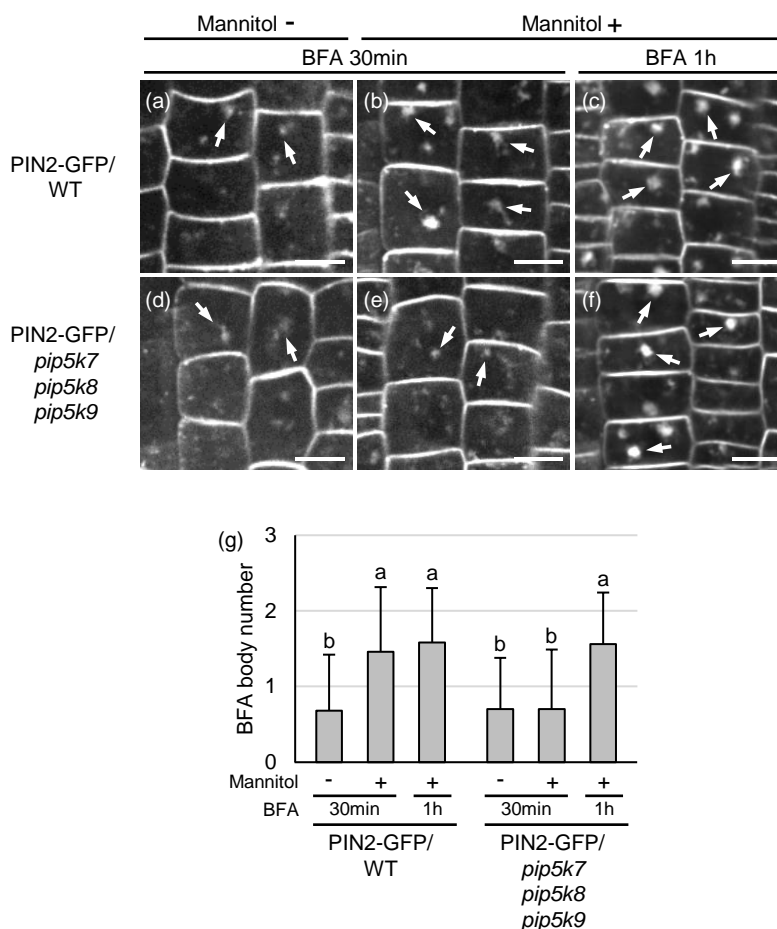 Mannitol - Mannitol +
BFA 30min BFA 1h
(a) (b) (c)
PIN2-GFP/
WT
(d) (e) (f)
PIN2-GFP/
pip5k7
pip5k8
pip5k9
(g)
BFA body number
3
2
1
0
b a a b b a
Mannitol - + + - + +
BFA 30min 1h 30min 1h
PIN2-GFP/ PIN2-GFP/
WT pip5k7
pip5k8
pip5k9